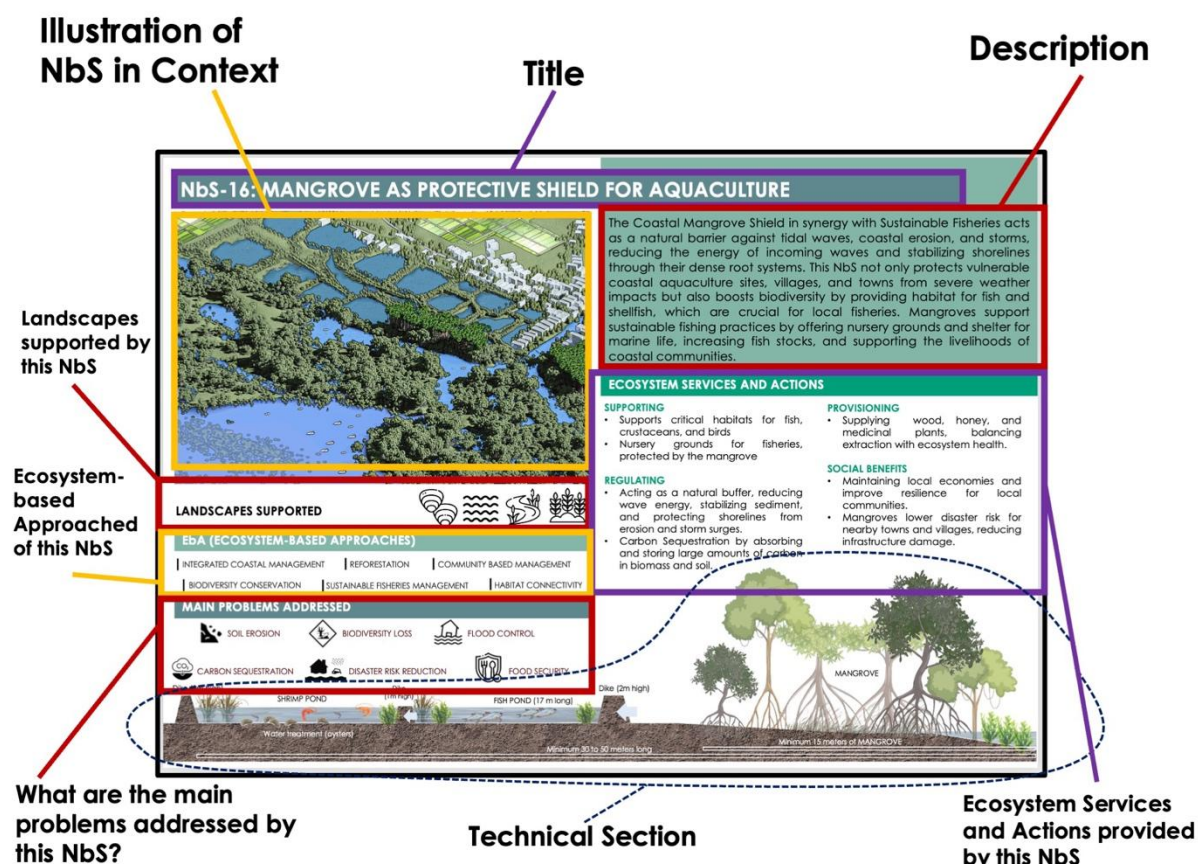 Illustration of
NbS in Context
Title
Description
NbS-16: MANGROVE AS PROTECTIVE SHIELD FOR AQUACULTURE
The Coastal Mangrove Shield in synergy with Sustainable Fisheries acts
as a natural barrier against tidal waves, coastal erosion, and storms,
reducing the energy of incoming waves and stabilizing shorelines
through their dense root systems. This NbS not only protects vulnerable
coastal aquaculture sites, villages, and towns from severe weather
impacts but also boosts biodiversity by providing habitat for fish and
shellfish, which are crucial for local fisheries. Mangroves support
sustainable fishing practices by offering nursery grounds and shelter for
marine life, increasing fish stocks, and supporting the livelihoods of
coastal communities.
Landscapes
supported by
this NbS
Ecosystem-
based
Approached
of this NbS
LANDSCAPES SUPPORTED
EbA (ECOSYSTEM-BASED APPROACHES)
INTEGRATED COASTAL MANAGEMENT
REFORESTATION
COMMUNITY BASED MANAGEMENT
BIODIVERSITY CONSERVATION
SUSTAINABLE FISHERIES MANAGEMENT
HABITAT CONNECTIVITY
MAIN PROBLEMS ADDRESSED
SOIL EROSION
BIODIVERSITY LOSS
FLOOD CONTROL
CO₂
CARBON SEQUESTRATION
DISASTER RISK REDUCTION
FOOD SECURITY
ECOSYSTEM SERVICES AND ACTIONS
SUPPORTING
• Supports critical habitats for fish,
crustaceans, and birds
• Nursery grounds for fisheries,
protected by the mangrove
REGULATING
• Acting as a natural buffer, reducing
wave energy, stabilizing sediment,
and protecting shorelines from
erosion and storm surges.
• Carbon Sequestration by absorbing
and storing large amounts of carbon
in biomass and soil.
PROVISIONING
• Supplying wood, honey, and
medicinal plants, balancing
extraction with ecosystem health.
SOCIAL BENEFITS
• Maintaining local economies and
improve resilience for local
communities.
• Mangroves lower disaster risk for
nearby towns and villages, reducing
infrastructure damage.
SHRIMP POND
Dike
(1m high)
FISH POND (17 m long)
Dike (2m high)
MANGROVE
Water treatment (oysters)
Minimum 30 to 50 meters long
Minimum 15 meters of MANGROVE
What are the main
problems addressed by
this NbS?
Technical Section
Ecosystem Services
and Actions provided
by this NbS